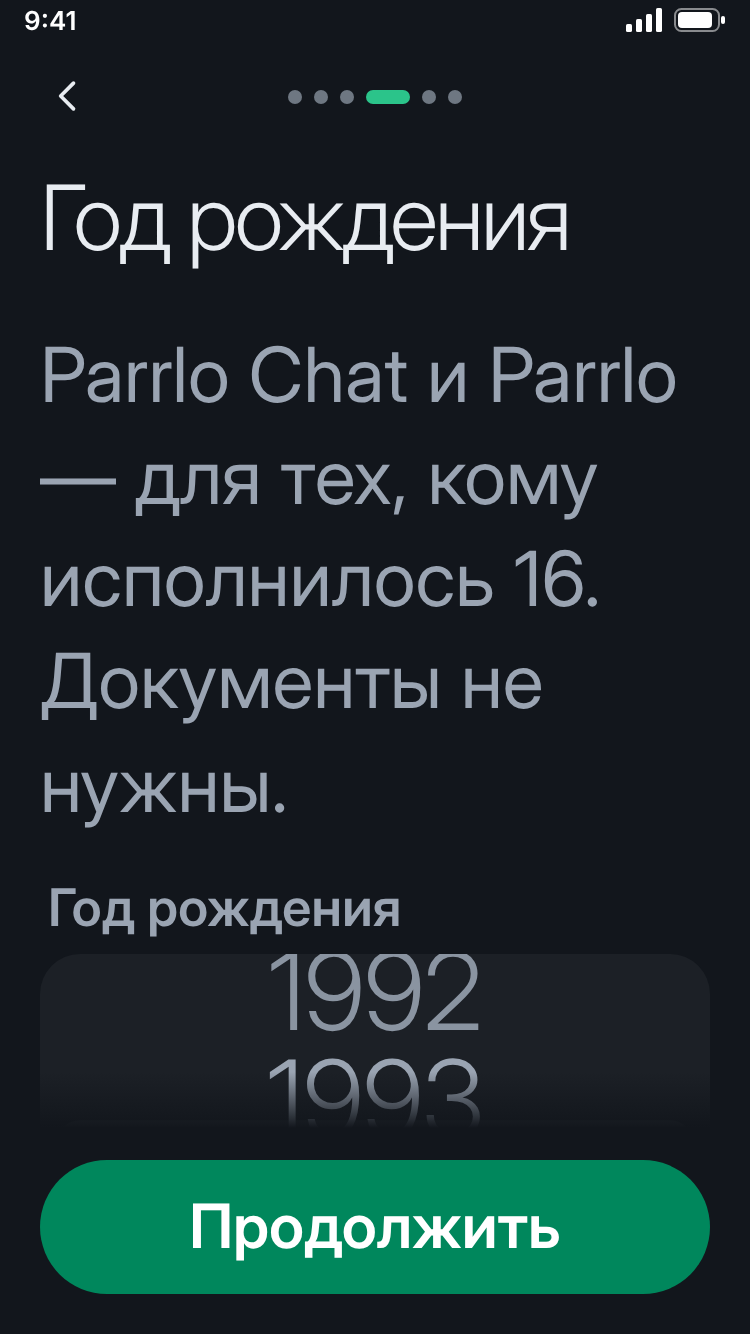 9:41
Год рождения
Parrlo Chat и Parrlo
— для тех, кому
исполнилось 16.
Документы не
нужны.
Год рождения
1992
1993
Продолжить